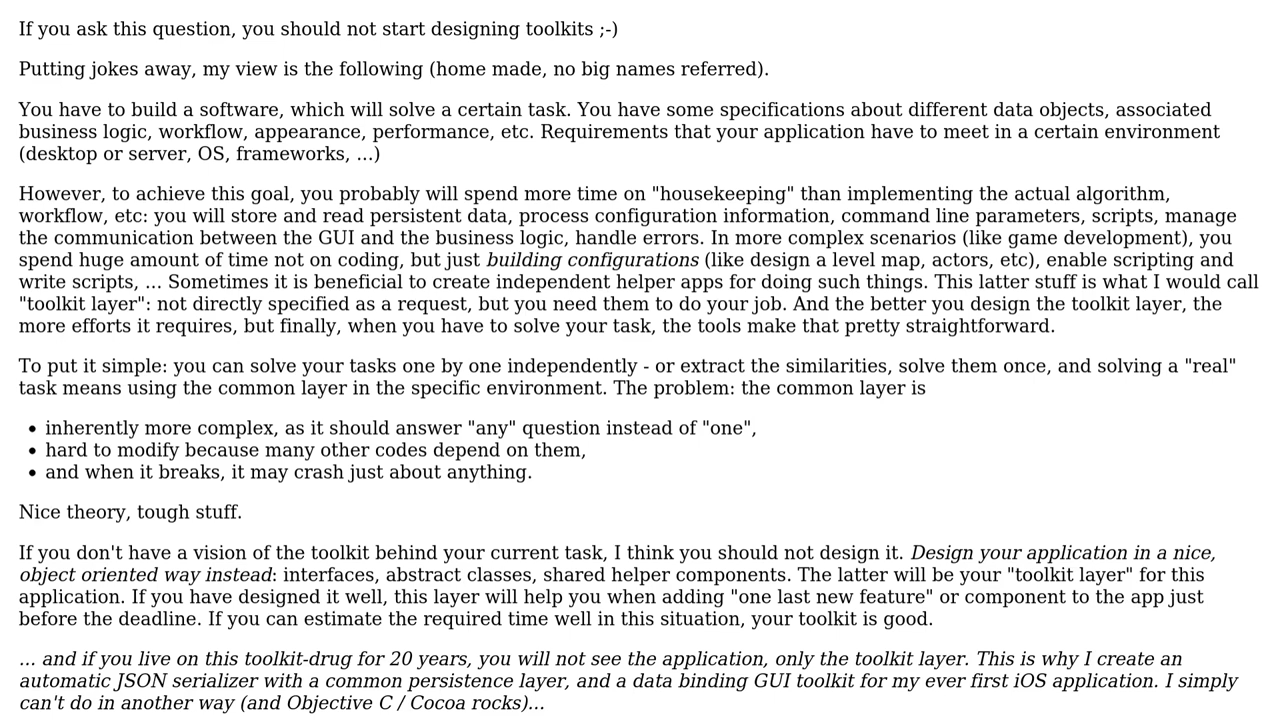 If you ask this question, you should not start designing toolkits ;-)
Putting jokes away, my view is the following (home made, no big names referred).
You have to build a software, which will solve a certain task. You have some specifications about different data objects, associated
business logic, workflow, appearance, performance, etc. Requirements that your application have to meet in a certain environment
(desktop or server, OS, frameworks, ...)
However, to achieve this goal, you probably will spend more time on "housekeeping" than implementing the actual algorithm,
workflow, etc: you will store and read persistent data, process configuration information, command line parameters, scripts, manage
the communication between the GUI and the business logic, handle errors. In more complex scenarios (like game development), you
spend huge amount of time not on coding, but just building configurations (like design a level map, actors, etc), enable scripting and
write scripts, ... Sometimes it is beneficial to create independent helper apps for doing such things. This latter stuff is what I would call
"toolkit layer": not directly specified as a request, but you need them to do your job. And the better you design the toolkit layer, the
more efforts it requires, but finally, when you have to solve your task, the tools make that pretty straightforward.
To put it simple: you can solve your tasks one by one independently - or extract the similarities, solve them once, and solving a "real"
task means using the common layer in the specific environment. The problem: the common layer is
• inherently more complex, as it should answer "any" question instead of "one",
• hard to modify because many other codes depend on them,
• and when it breaks, it may crash just about anything.
Nice theory, tough stuff.
If you don't have a vision of the toolkit behind your current task, I think you should not design it. Design your application in a nice,
object oriented way instead: interfaces, abstract classes, shared helper components. The latter will be your "toolkit layer" for this
application. If you have designed it well, this layer will help you when adding "one last new feature" or component to the app just
before the deadline. If you can estimate the required time well in this situation, your toolkit is good.
... and if you live on this toolkit-drug for 20 years, you will not see the application, only the toolkit layer. This is why I create an
automatic JSON serializer with a common persistence layer, and a data binding GUI toolkit for my ever first iOS application. I simply
can't do in another way (and Objective C / Cocoa rocks)...